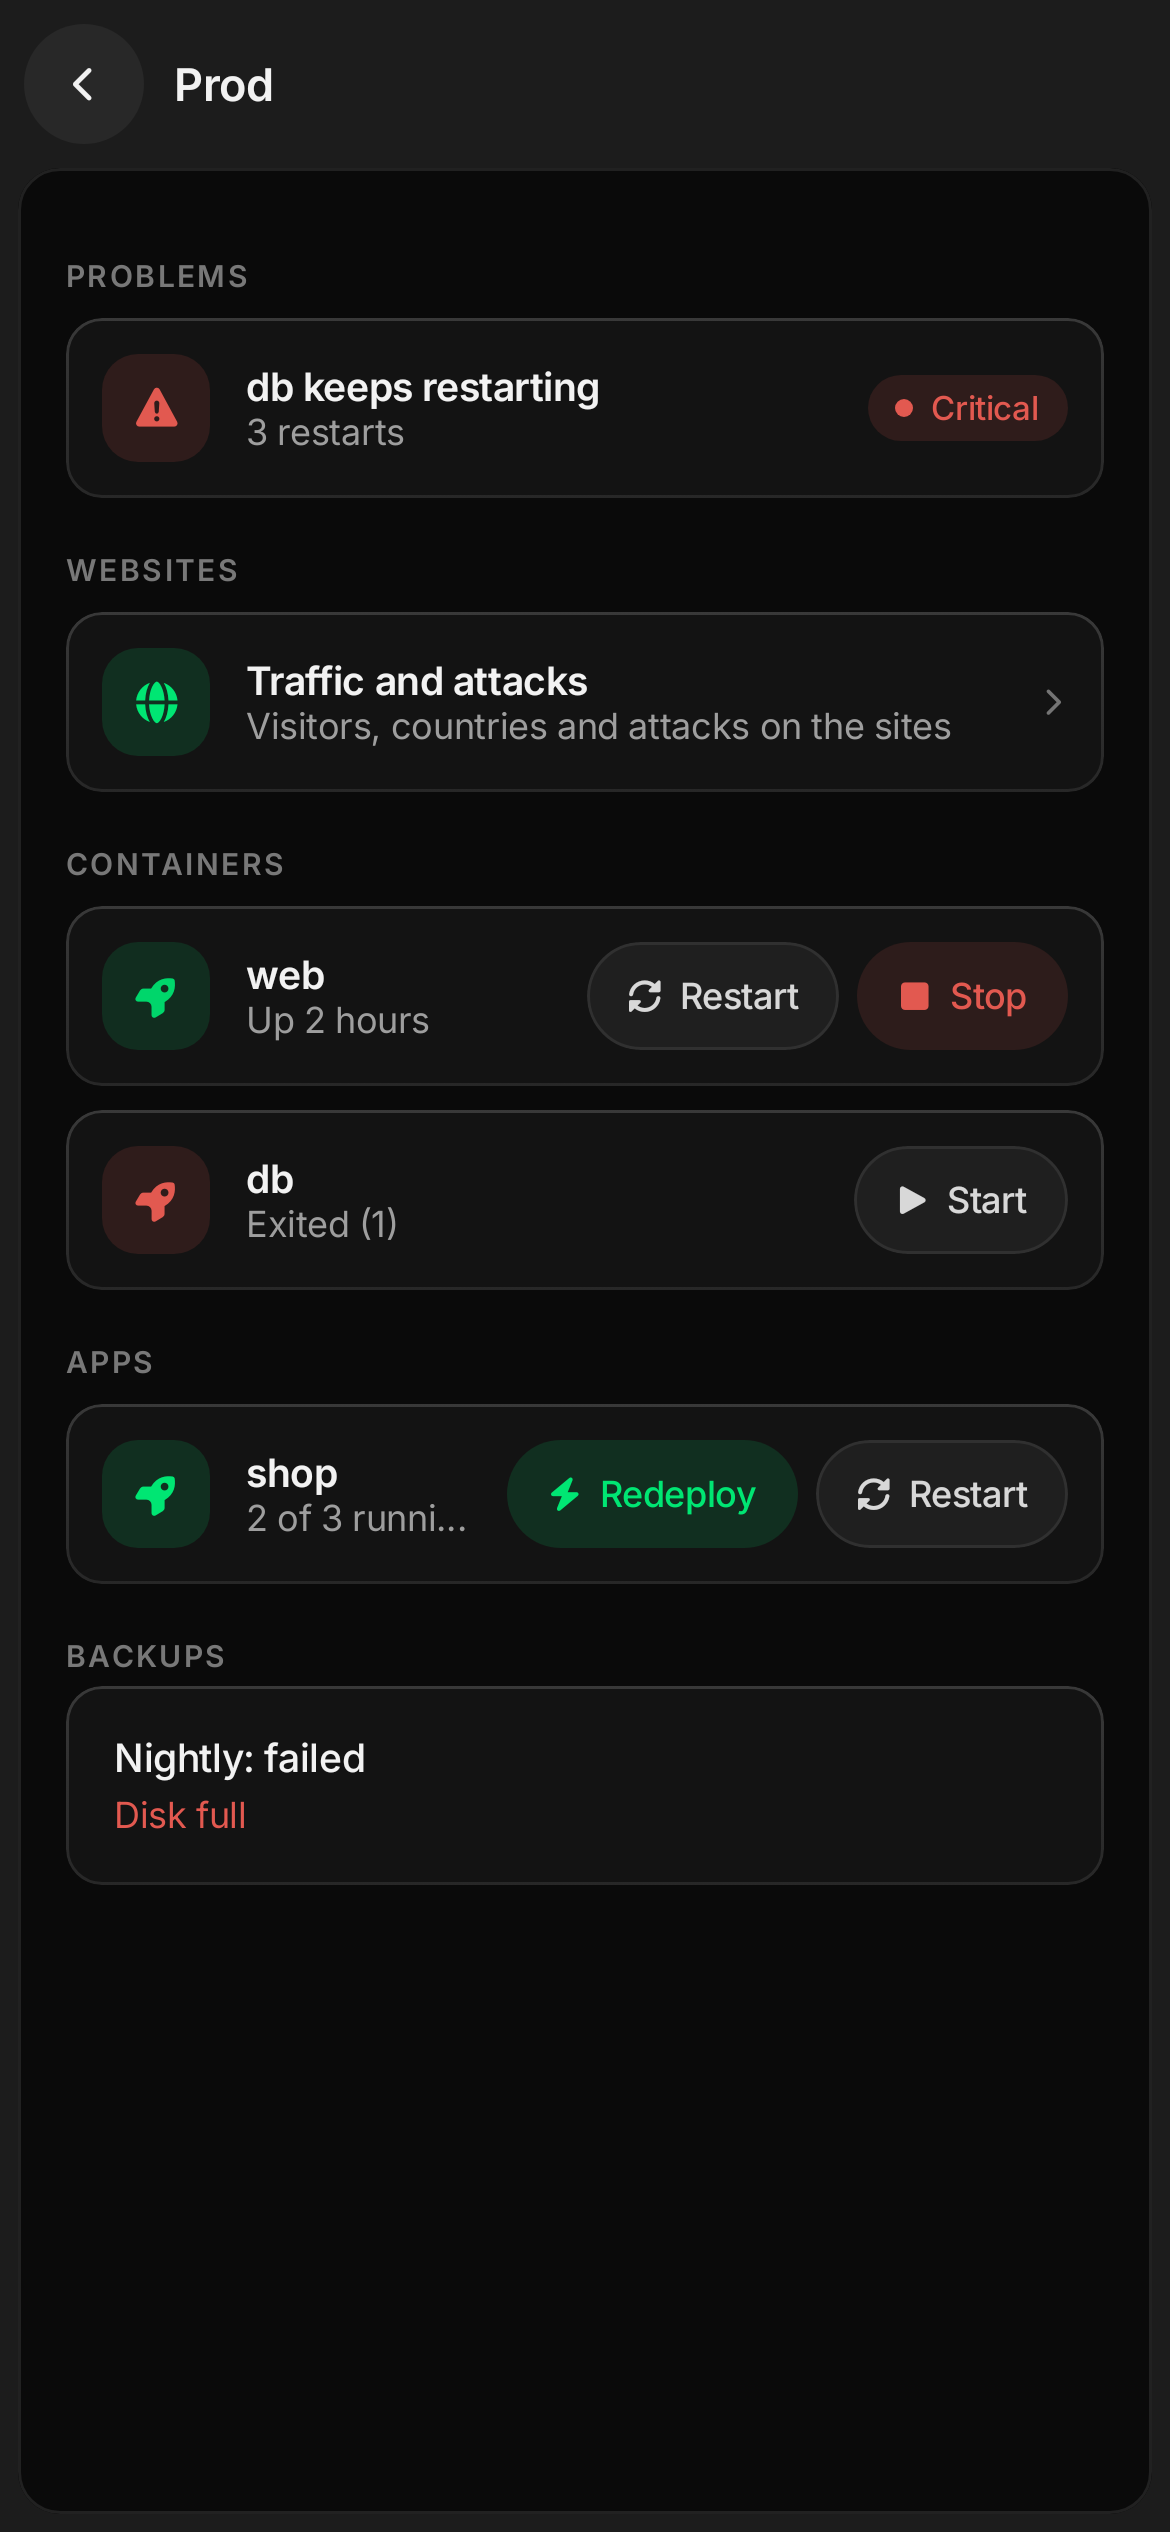 Prod
PROBLEMS
db keeps restarting
3 restarts
Critical
WEBSITES
Traffic and attacks
Visitors, countries and attacks on the sites
CONTAINERS
web
Up 2 hours
Restart
Stop
db
Exited (1)
Start
APPS
shop
2 of 3 runni...
Redeploy
Restart
BACKUPS
Nightly: failed
Disk full